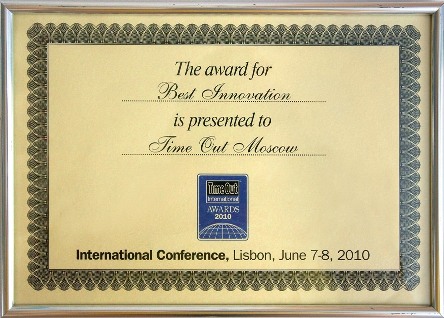 The award for
Best Innovation
is presented to
Time Out Moscow
Time Out
International
AWARDS
2010
International Conference, Lisbon, June 7-8, 2010